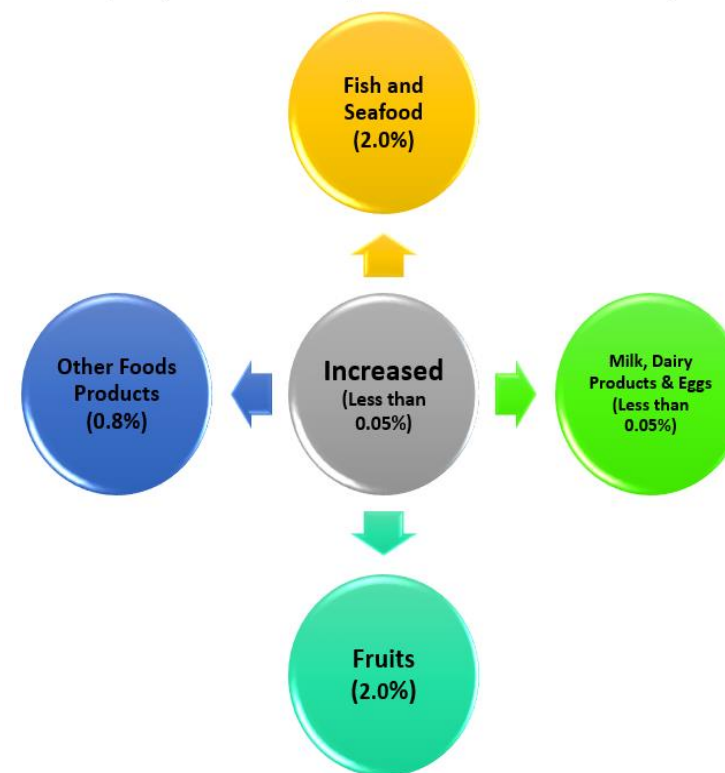 Fish and
Seafood
(2.0%)
Other Foods
Products
(0.8%)
Increased
(Less than
0.05%)
Milk, Dairy
Products & Eggs
(Less than
0.05%)
Fruits
(2.0%)